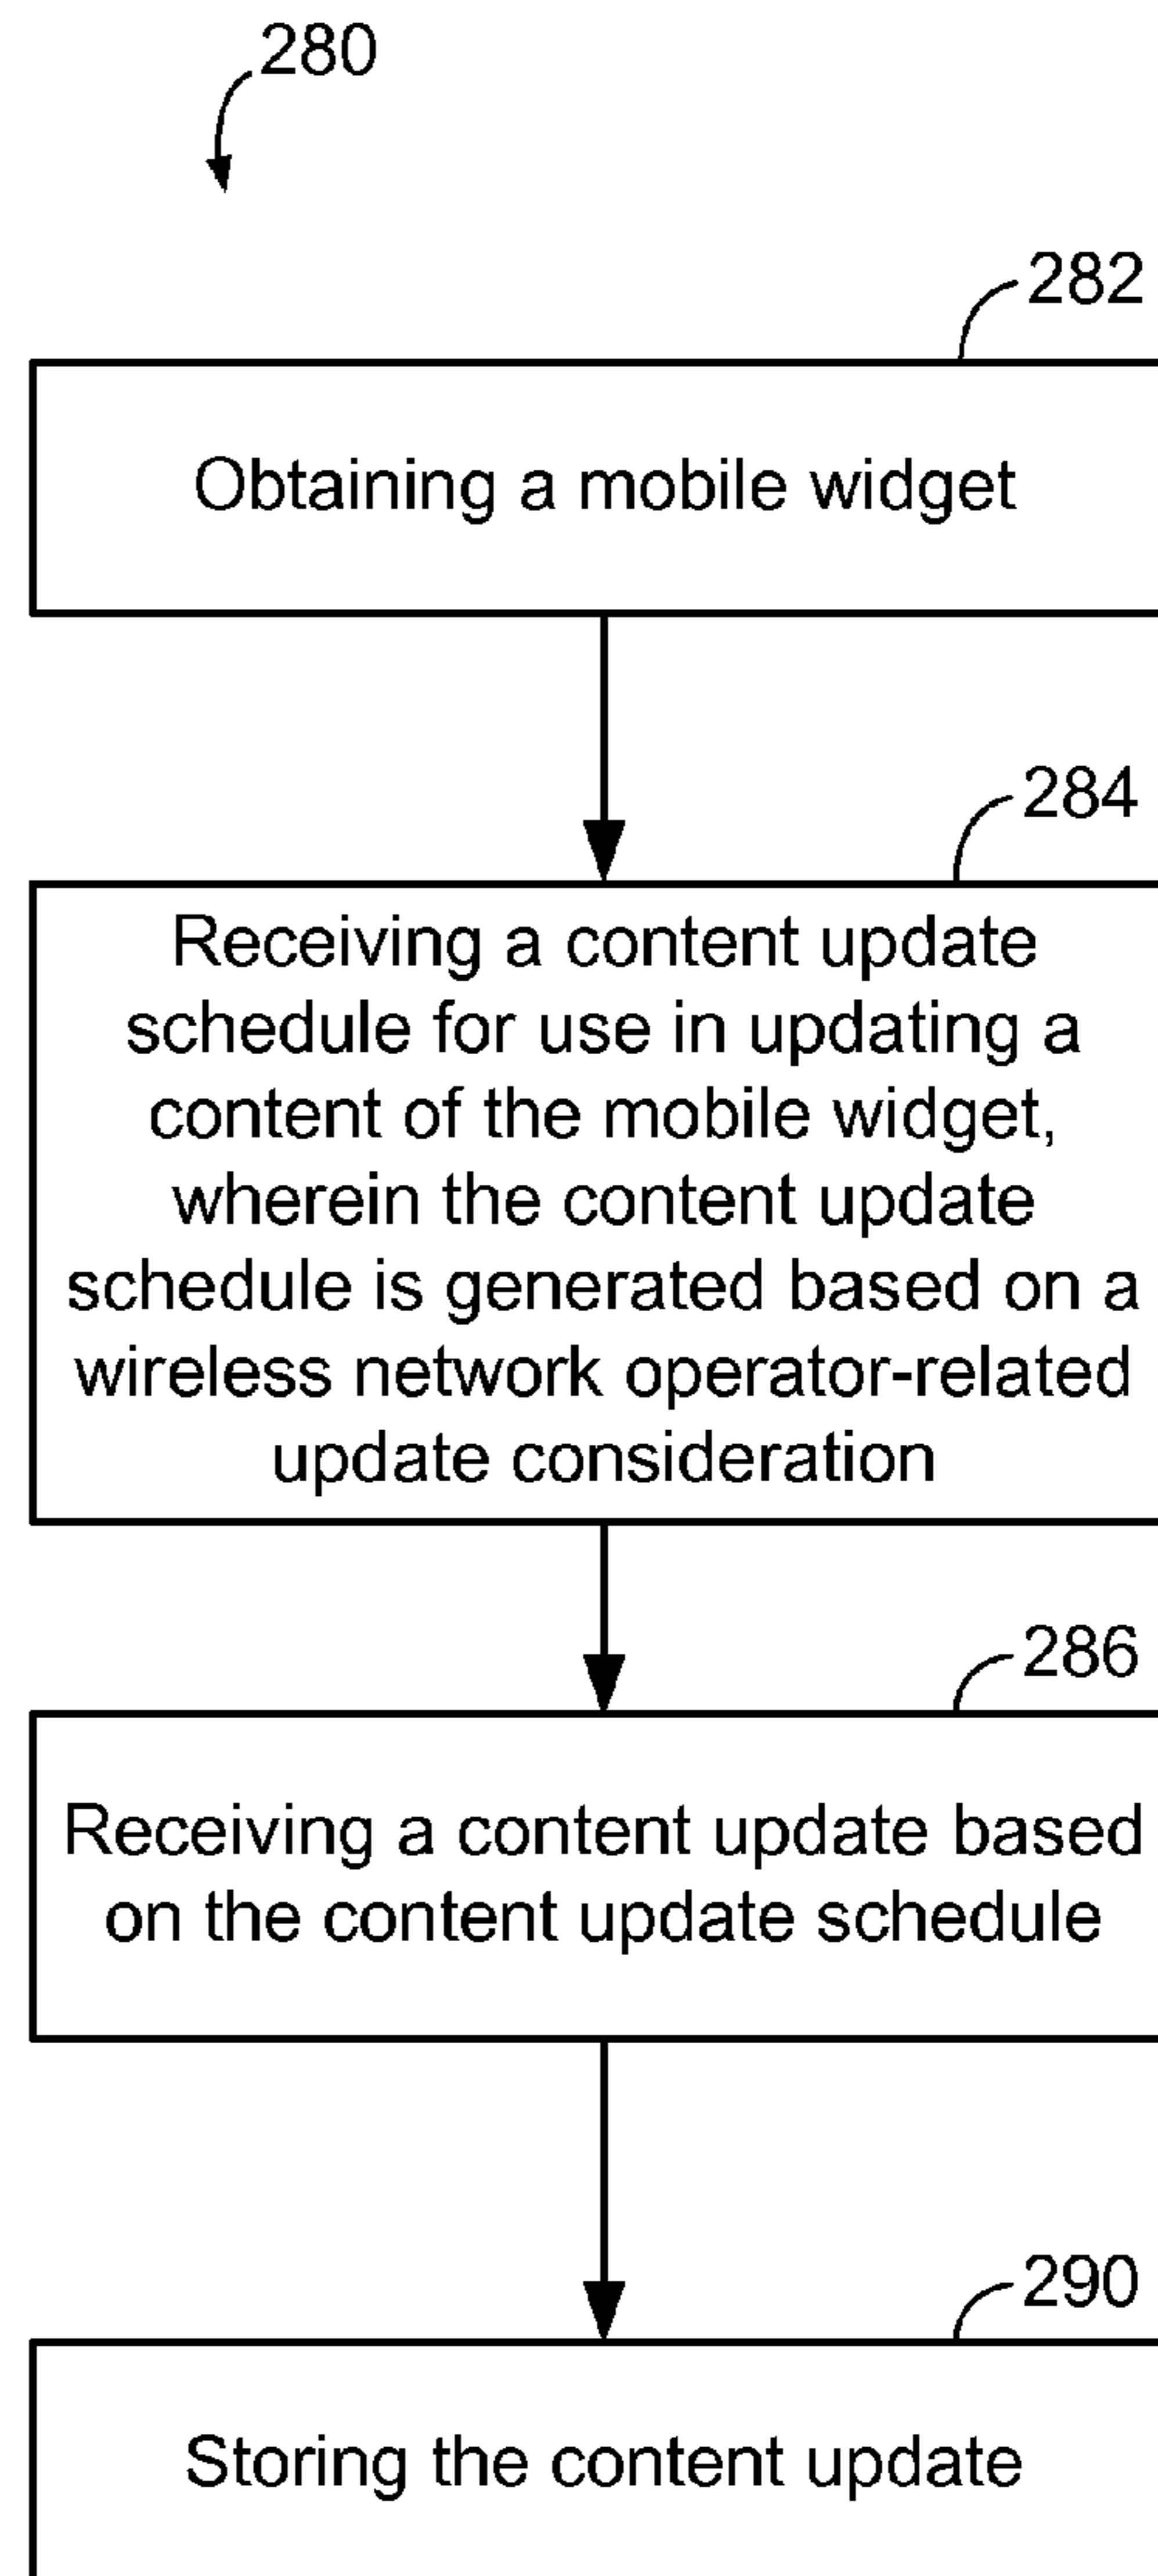 280
282
Obtaining a mobile widget
284
Receiving a content update
schedule for use in updating a
content of the mobile widget,
wherein the content update
schedule is generated based on a
wireless network operator-related
update consideration
286
Receiving a content update based
on the content update schedule
290
Storing the content update